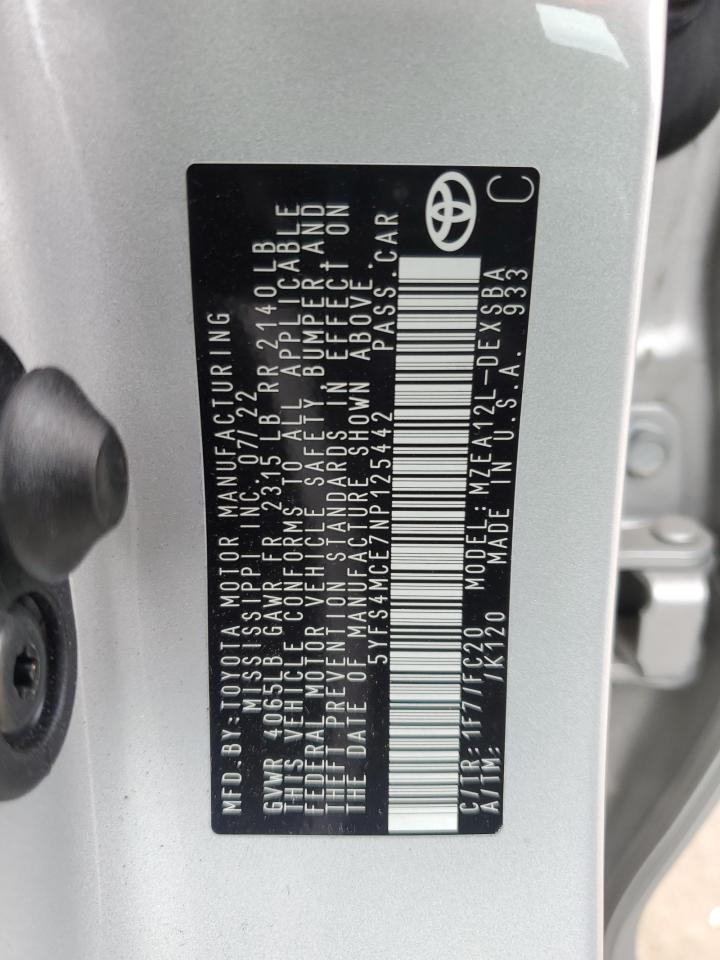 MFD.BY:TOYOTA MOTOR MANUFACTURING
MISSISSIPPI INC.07/22
GVWR 4065LB GAWR FR 2315 LB RR 2140LB
THIS VEHICLE CONFORMS TO ALL APPLICABLE
FEDERAL MOTOR VEHICLE SAFETY,BUMPER,AND
THEFT PREVENTION STANDARDS IN EFFECT ON
THE DATE OF MANUFACTURE SHOWN ABOVE.
5YFS4MCE7NP125442 PASS.CAR
C/TR:1F7/FC20 MODEL:MZEA12L-DEXSBA
A/TM: /K120 MADE IN U.S.A. 933
C